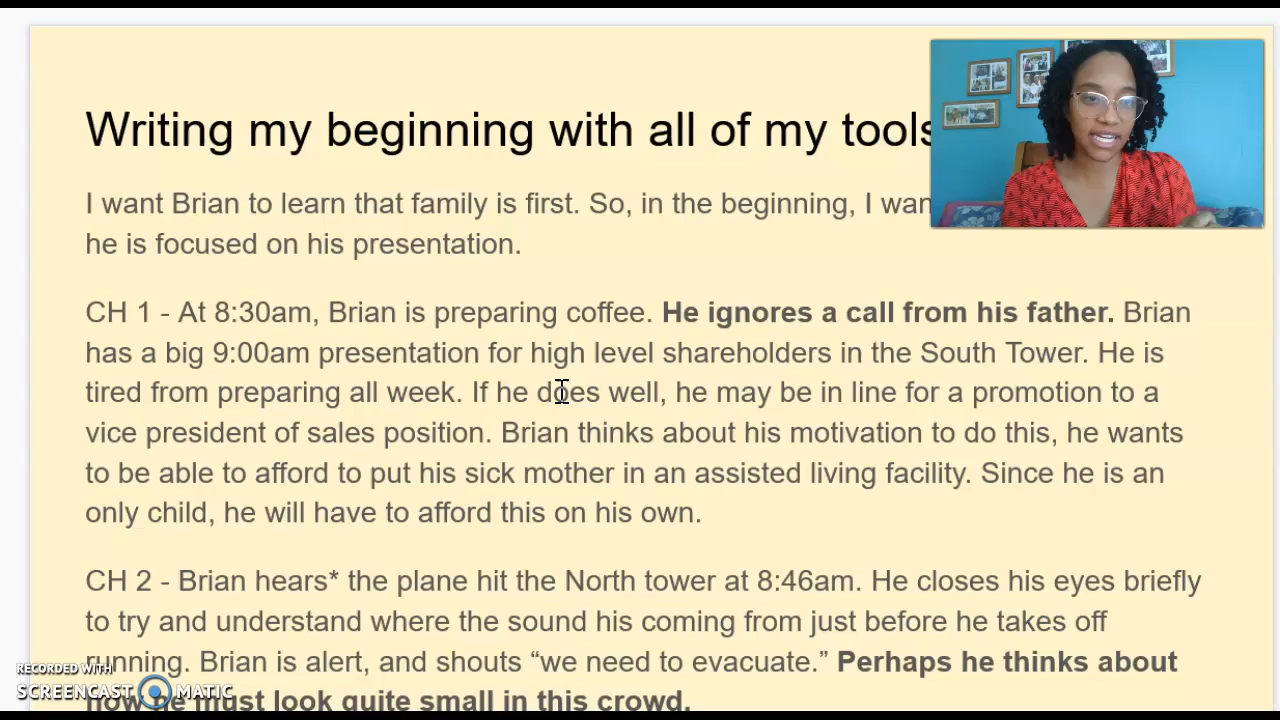 Writing my beginning with all of my tools
I want Brian to learn that family is first. So, in the beginning, I
he is focused on his presentation.
CH 1 - At 8:30am, Brian is preparing coffee. He ignores a call from his father. Brian
has a big 9:00am presentation for high level shareholders in the South Tower. He is
tired from preparing all week. If he does well, he may be in line for a promotion to a
vice president of sales position. Brian thinks about his motivation to do this, he wants
to be able to afford to put his sick mother in an assisted living facility. Since he is an
only child, he will have to afford this on his own.
CH 2 - Brian hears* the plane hit the North tower at 8:46am. He closes his eyes briefly
to try and understand where the sound his coming from just before he takes off
running. Brian is alert, and shouts “we need to evacuate.” Perhaps he thinks about
how he must look quite small in this crowd.
RECORDED WITH
SCREENCAST MATIC